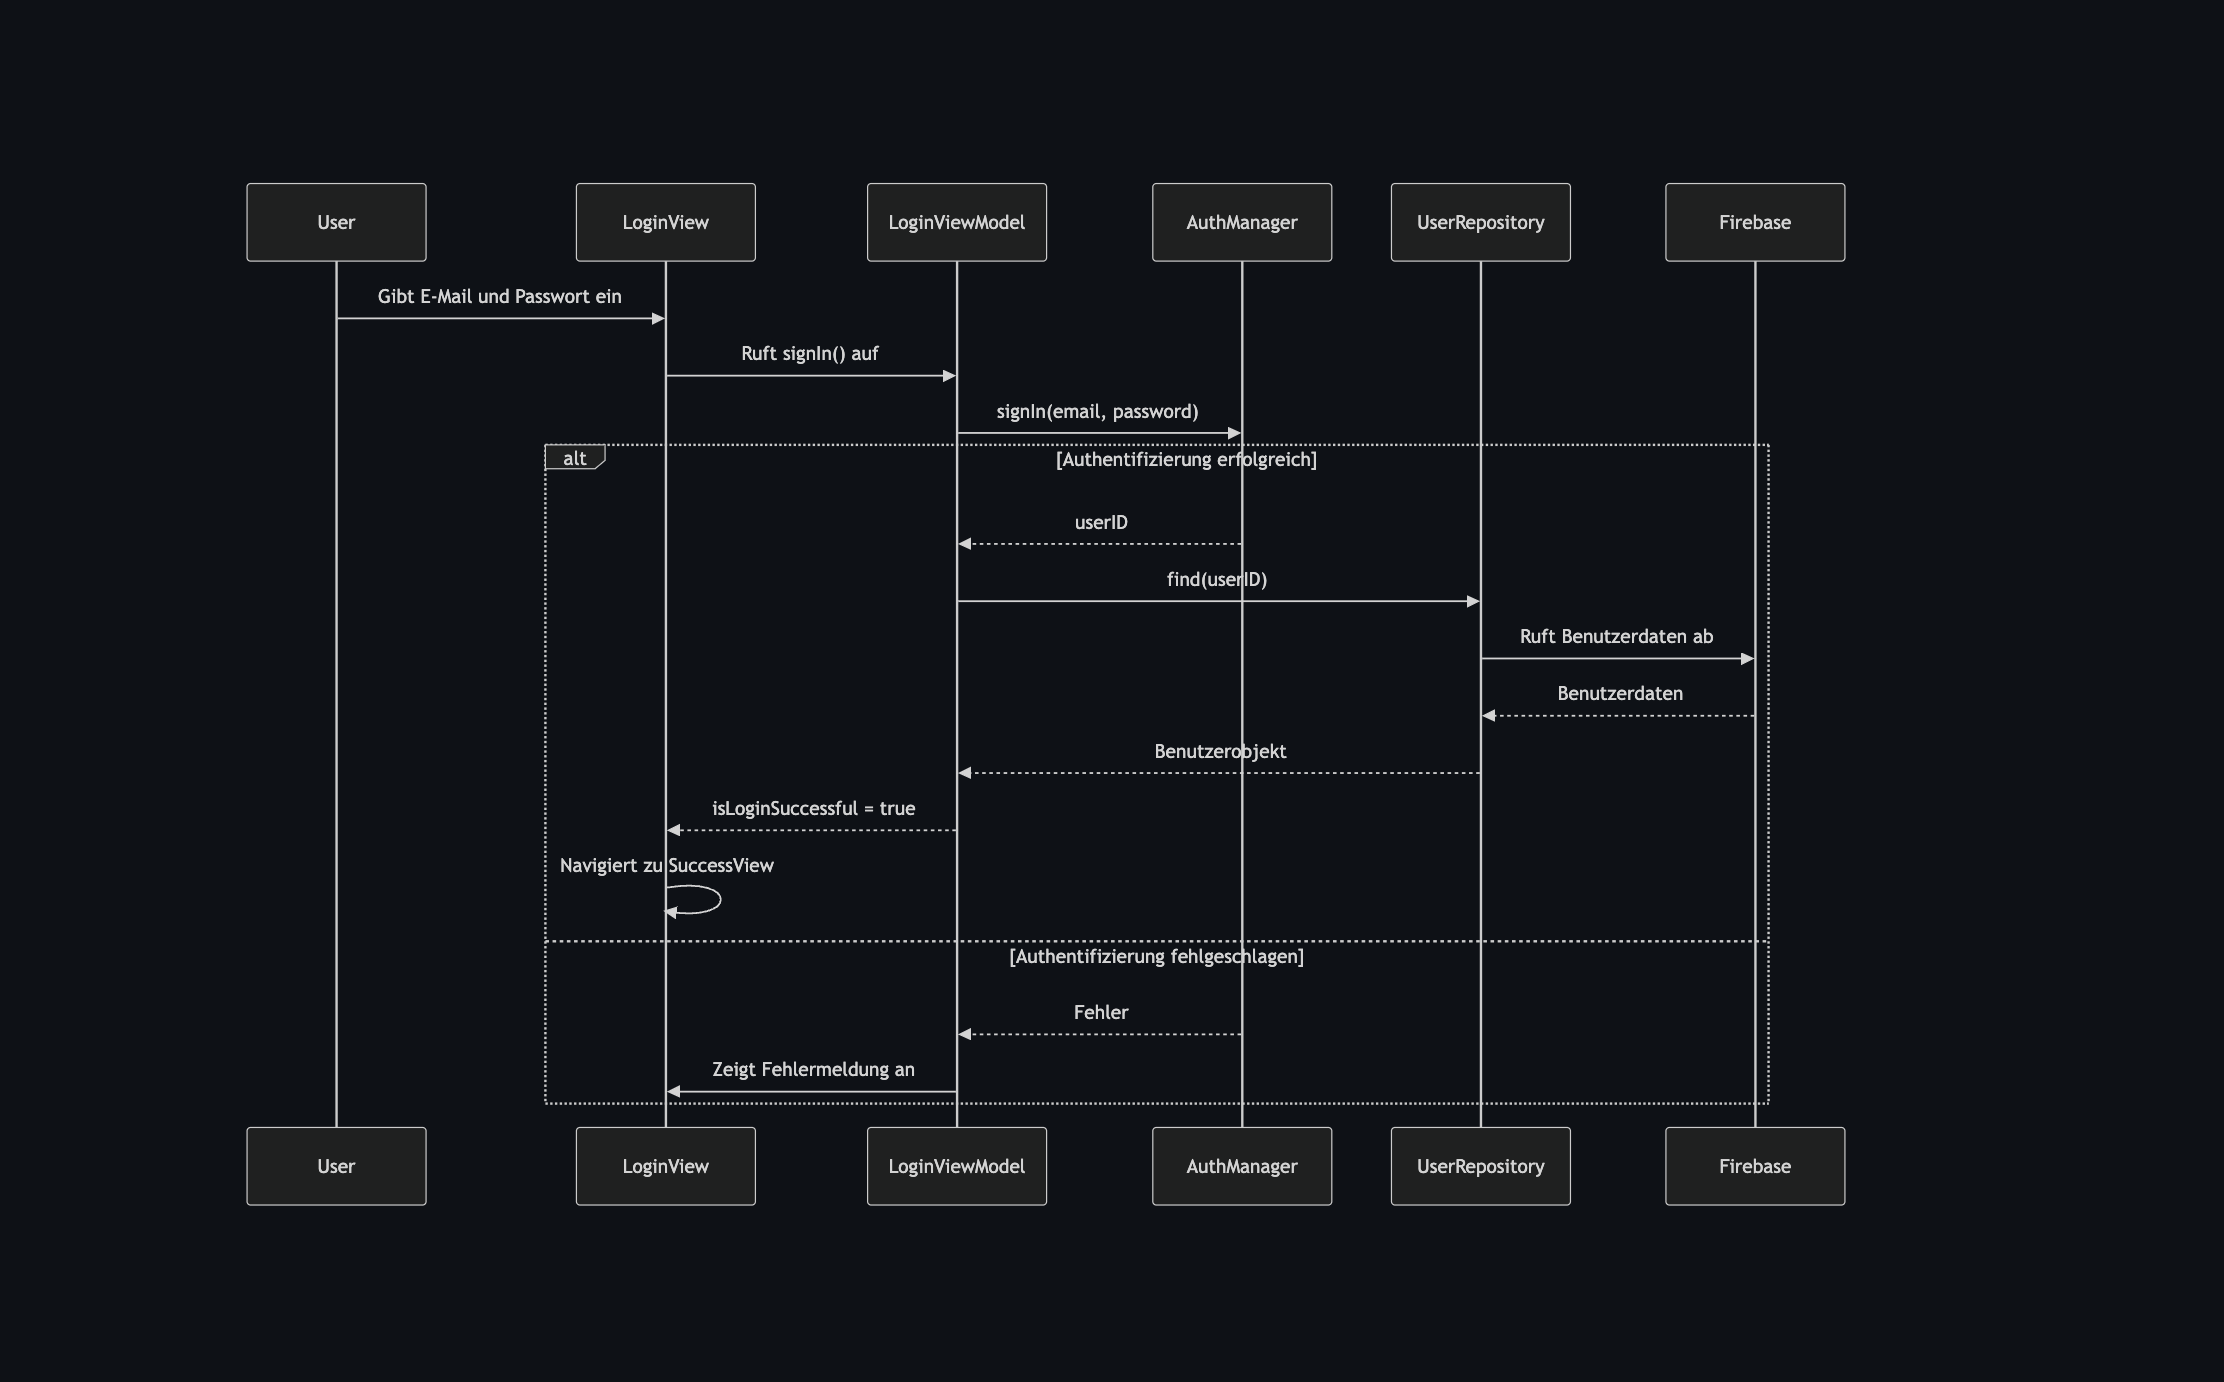 User
LoginView
LoginViewModel
AuthManager
UserRepository
Firebase
Gibt E-Mail und Passwort ein
Ruft signIn() auf
signIn(email, password)
alt
[Authentifizierung erfolgreich]
userID
find(userID)
Ruft Benutzerdaten ab
Benutzerdaten
Benutzerobjekt
isLoginSuccessful = true
Navigiert zu SuccessView
[Authentifizierung fehlgeschlagen]
Fehler
Zeigt Fehlermeldung an
User
LoginView
LoginViewModel
AuthManager
UserRepository
Firebase